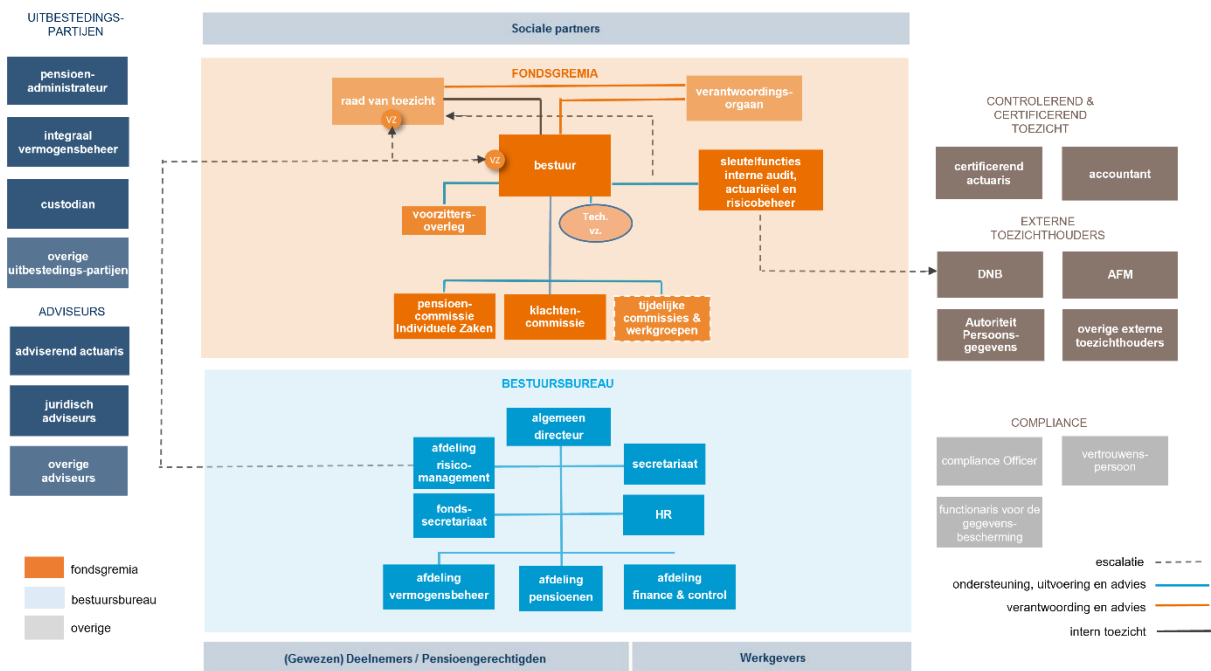 UITBESTEDINGS-
PARTIJEN
pensioen-
administrateur
integraal
vermogensbeheer
custodian
overige
uitbestedings-partijen
ADVISEURS
adviserend actuaris
juridisch
adviseurs
overige
adviseurs
fondsgremia
bestuursbureau
overige
Sociale partners
FONDSGREMIA
raad van toezicht
VZ
verantwoordings-
orgaan
VZ
bestuur
sleutelfuncties
interne audit,
actuariëel en
risicobeheer
voorzitters-
overleg
Tech.
vz.
pensioen-
commissie
Individuele Zaken
klachten-
commissie
tijdelijke
commissies &
werkgroepen
BESTUURSBUREAU
algemeen
directeur
afdeling
risico-
management
secretariaat
fonds-
secretariaat
HR
afdeling
vermogensbeheer
afdeling
pensioenen
afdeling
finance & control
(Gewezen) Deelnemers / Pensioengerechtigden
Werkgevers
CONTROLEREND &
CERTIFICEREND
TOEZICHT
certificerend
actuaris
accountant
EXTERNE
TOEZICHTHOUDERS
DNB
AFM
Autoriteit
Persoons-
gegevens
overige externe
toezichthouders
COMPLIANCE
compliance Officer
vertrouwens-
persoon
functionaris voor de
gegevens-
bescherming
escalatie
ondersteuning, uitvoering en advies
verantwoording en advies
intern toezicht